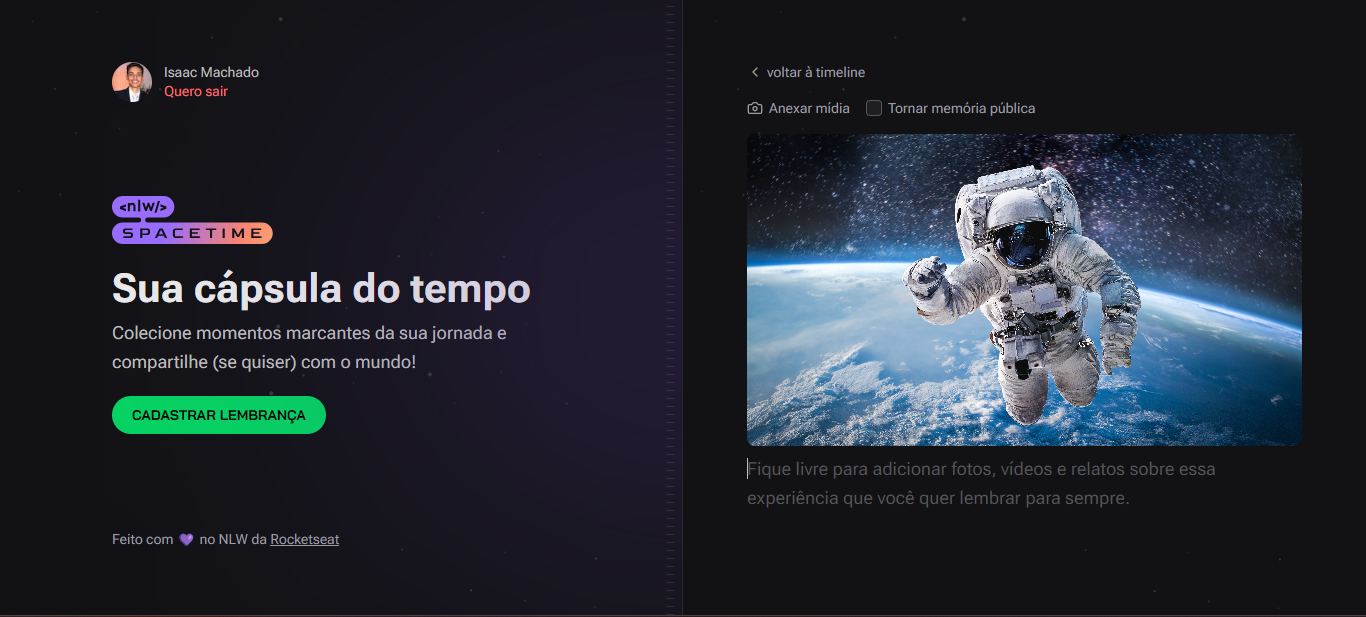 Isaac Machado
Quero sair
<nlw/>
SPACETIME
Sua cápsula do tempo
Colecione momentos marcantes da sua jornada e
compartilhe (se quiser) com o mundo!
CADASTRAR LEMBRANÇA
Feito com 💜 no NLW da Rocketseat
voltar à timeline
Anexar mídia
Tornar memória pública
Fique livre para adicionar fotos, vídeos e relatos sobre essa
experiência que você quer lembrar para sempre.